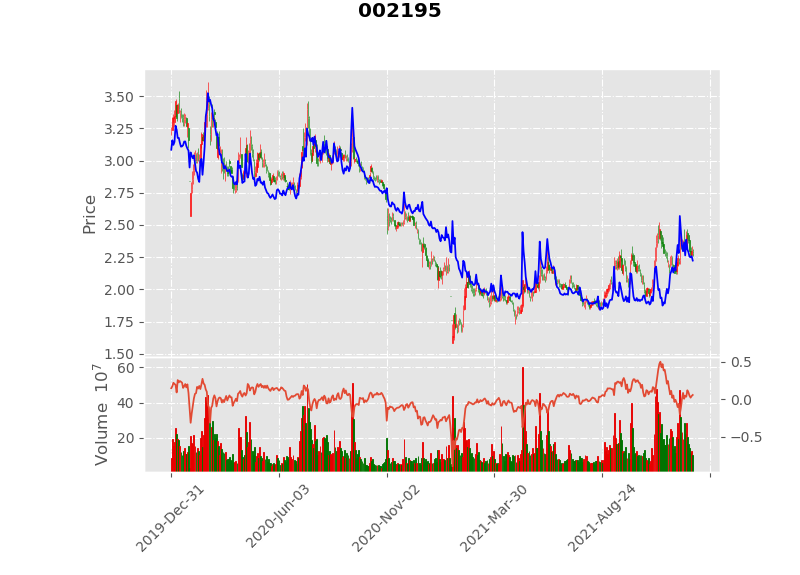 002195
Price
3.50
3.25
3.00
2.75
2.50
2.25
2.00
1.75
1.50
Volume 10^7
60
40
20
0.5
0.0
−0.5
2019-Dec-31
2020-Jun-03
2020-Nov-02
2021-Mar-30
2021-Aug-24